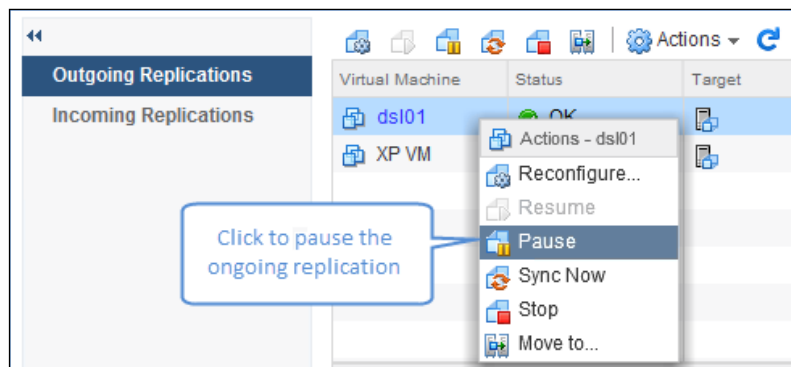 Actions
Outgoing Replications
Incoming Replications
Virtual Machine Status Target
dsl01 OK
XP VM
Actions - dsl01
Reconfigure...
Resume
Pause
Sync Now
Stop
Move to...
Click to pause the
ongoing replication